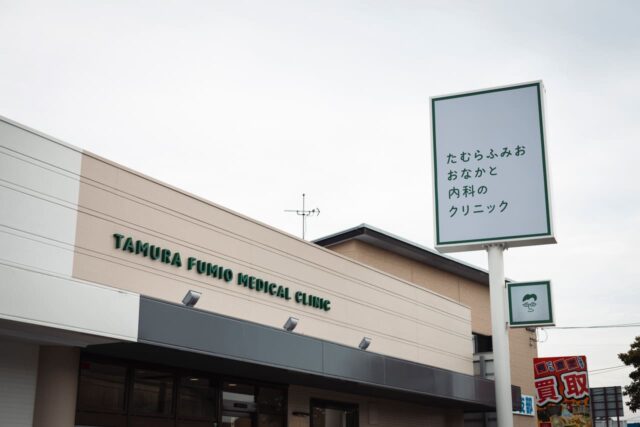 TAMURA FUMIO MEDICAL CLINIC
たむらふみお
おなかと
内科の
クリニック
買取